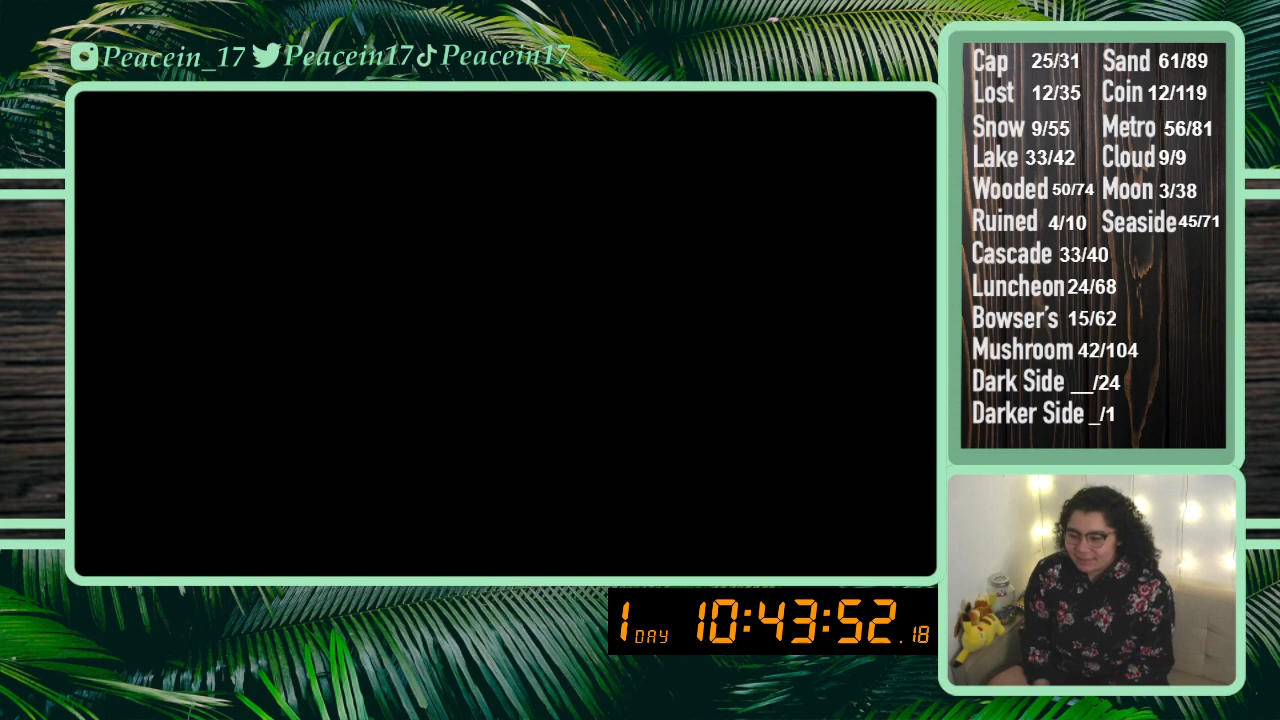 Peacein_17 Peacein17 Peacein17
Cap 25/31 Sand 61/89
Lost 12/35 Coin 12/119
Snow 9/55 Metro 56/81
Lake 33/42 Cloud 9/9
Wooded 50/74 Moon 3/38
Ruined 4/10 Seaside 45/71
Cascade 33/40
Luncheon 24/68
Bowser's 15/62
Mushroom 42/104
Dark Side __/24
Darker Side _/1
1 DAY 10:43:52.18